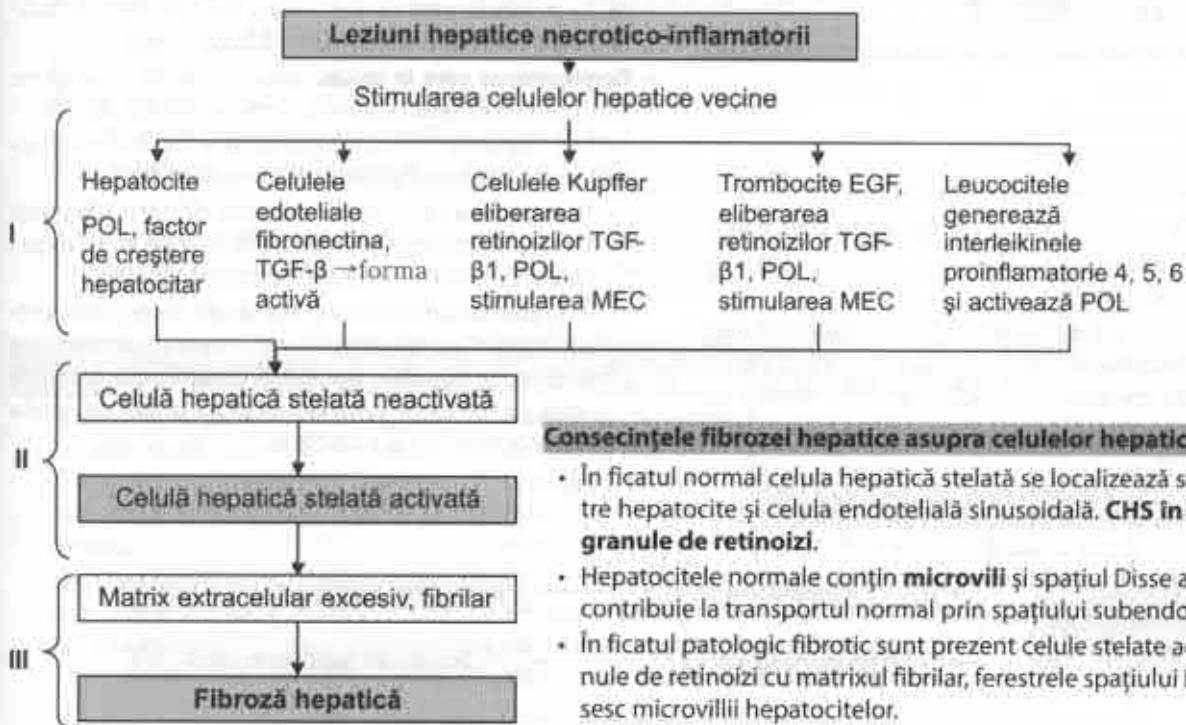 Leziuni hepatice necrotico-inflamatorii
Stimularea celulelor hepatice vecine
I
Hepatocite
POL, factor
de creştere
hepatocitar
Celulele
edoteliale
fibronectina,
TGF-β →forma
activă
Celulele Kupffer
eliberarea
retinoizilor TGF-
β1, POL,
stimularea MEC
Trombocite EGF,
eliberarea
retinoizilor TGF-
β1, POL,
stimularea MEC
Leucocitele
generează
interleikinele
proinflamatorie 4, 5, 6
şi activează POL
II
Celulă hepatică stelată neactivată
Celulă hepatică stelată activată
III
Matrix extracelular excesiv, fibrilar
Fibroză hepatică
Consecinţele fibrozei hepatice asupra celulelor hepatic
• În ficatul normal celula hepatică stelată se localizează s
tre hepatocite şi celula endotelială sinusoidală. CHS în
granule de retinoizi.
• Hepatocitele normale conţin microvili şi spaţiul Disse a
contribuie la transportul normal prin spaţiului subendo
• În ficatul patologic fibrotic sunt prezent celule stelate a
nule de retinoizi cu matrixul fibrilar, ferestrele spaţiului
sesc microvillii hepatocitelor.